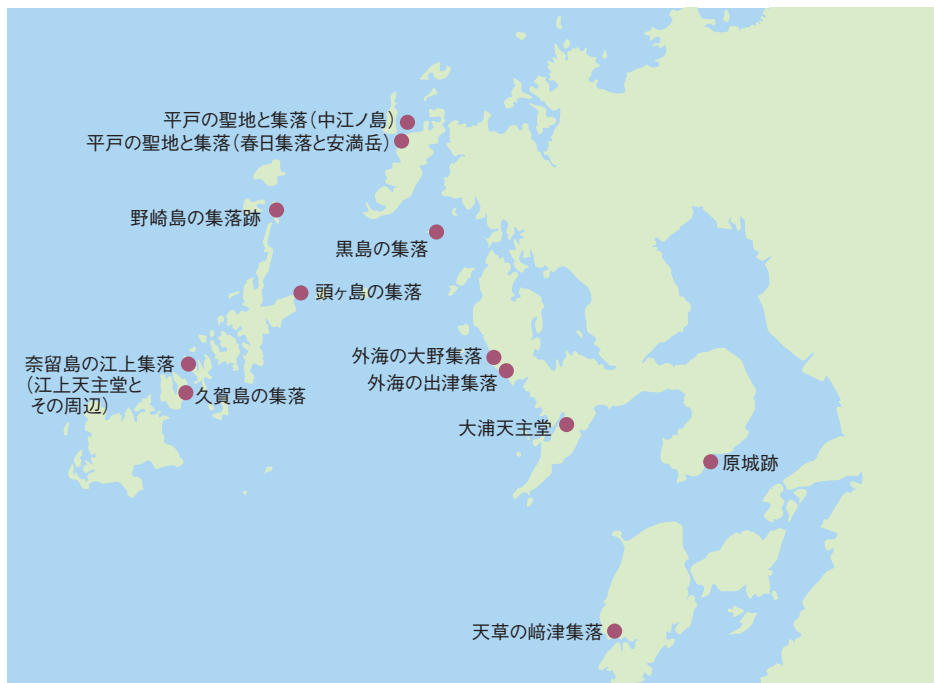 平戸の聖地と集落（中江ノ島）
平戸の聖地と集落（春日集落と安満岳）
野崎島の集落跡
黒島の集落
頭ヶ島の集落
奈留島の江上集落
（江上天主堂と
その周辺）
久賀島の集落
外海の大野集落
外海の出津集落
大浦天主堂
原城跡
天草の﨑津集落